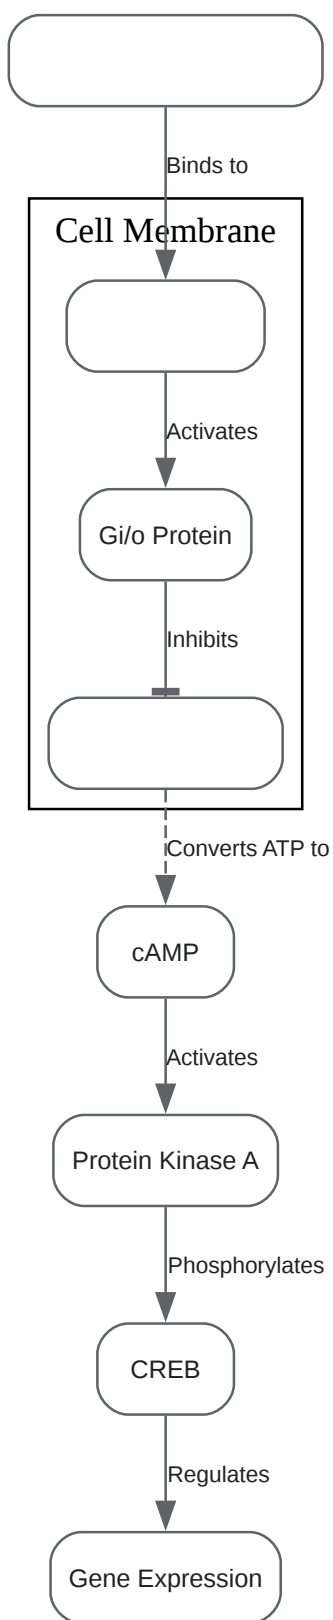 Binds to
Cell Membrane
Activates
Gi/o Protein
Inhibits
Converts ATP to
cAMP
Activates
Protein Kinase A
Phosphorylates
CREB
Regulates
Gene Expression